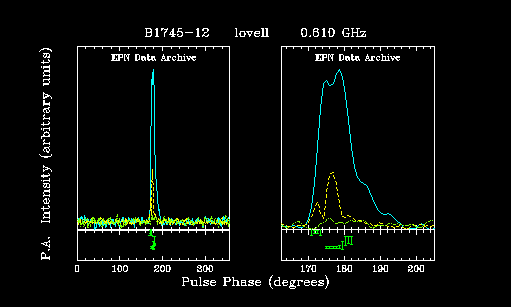 B1745-12 lovell 0.610 GHz
EPN Data Archive EPN Data Archive
P.A. Intensity (arbitrary units)
0 100 200 300 170 180 190 200
Pulse Phase (degrees)